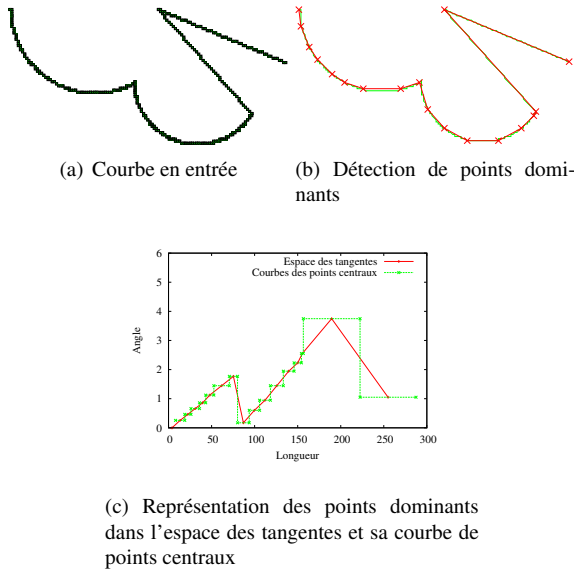 (a) Courbe en entrée
(b) Détection de points domi-
nants
6
5
4
3
2
1
0
Angle
Espace des tangentes
Courbes des points centraux
0 50 100 150 200 250 300
Longueur
(c) Représentation des points dominants
dans l'espace des tangentes et sa courbe de
points centraux